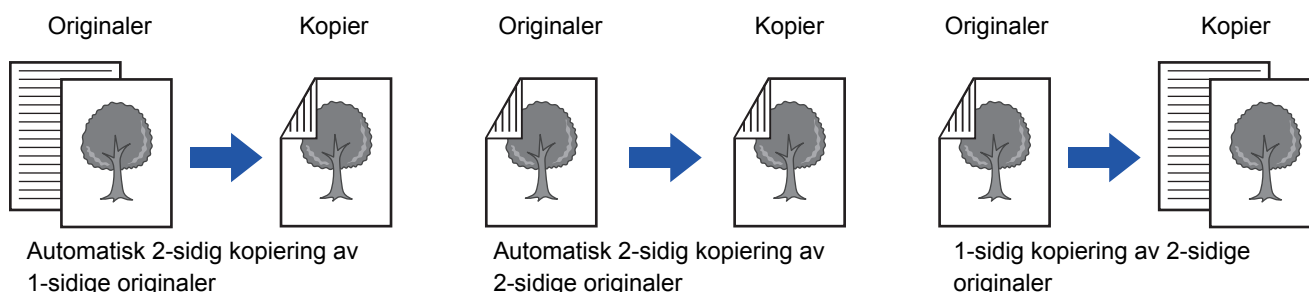 Originaler Kopier Originaler Kopier Originaler Kopier
Automatisk 2-sidig kopiering av
1-sidige originaler
Automatisk 2-sidig kopiering av
2-sidige originaler
1-sidig kopiering av 2-sidige
originaler